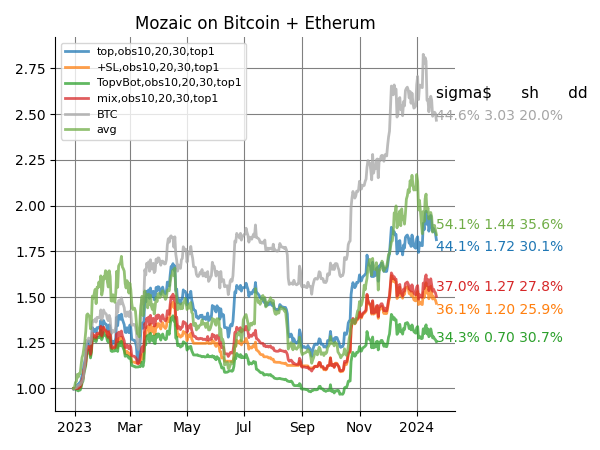 Mozaic on Bitcoin + Etherum
top,obs10,20,30,top1
+SL,obs10,20,30,top1
TopvBot,obs10,20,30,top1
mix,obs10,20,30,top1
BTC
avg
sigma$ sh dd
44.6% 3.03 20.0%
54.1% 1.44 35.6%
44.1% 1.72 30.1%
37.0% 1.27 27.8%
36.1% 1.20 25.9%
34.3% 0.70 30.7%
2.75
2.50
2.25
2.00
1.75
1.50
1.25
1.00
2023 Mar May Jul Sep Nov 2024